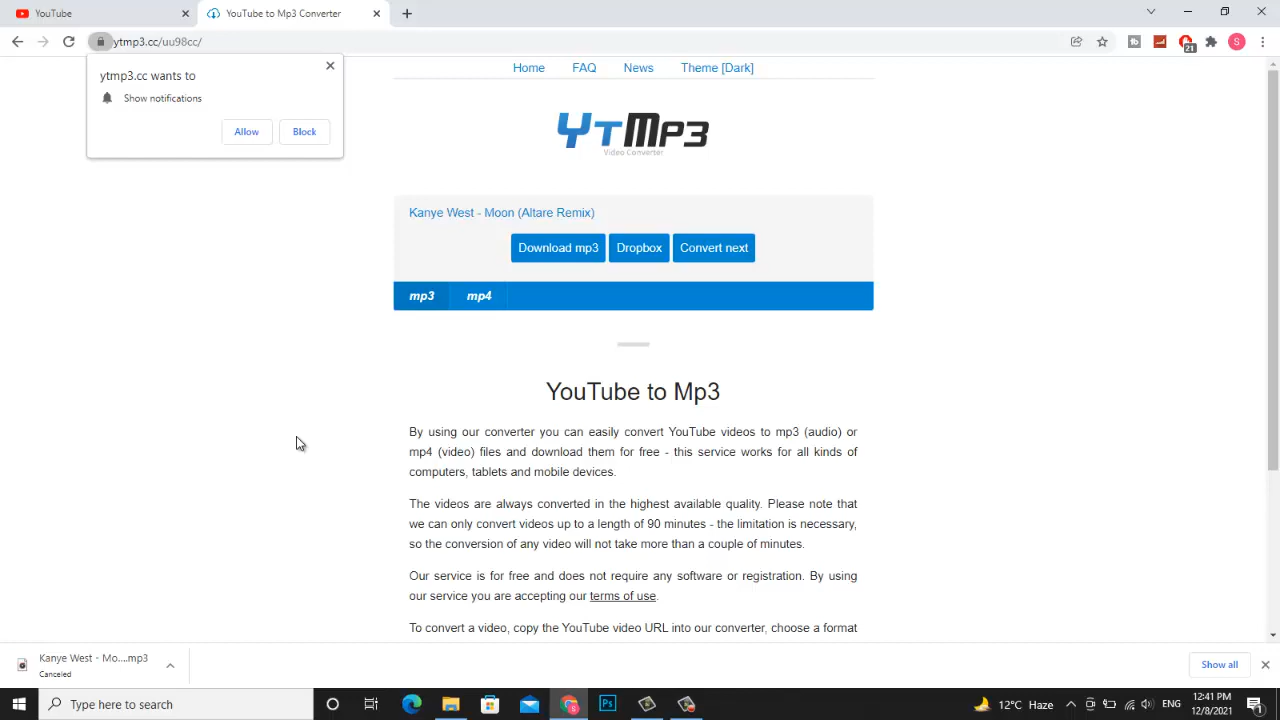 YouTube
YouTube to Mp3 Converter
ytmp3.cc/uu98cc/
21
S
ytmp3.cc wants to
Show notifications
Allow
Block
Home
FAQ
News
Theme [Dark]
YTMP3
Video Converter
Kanye West - Moon (Altare Remix)
Download mp3
Dropbox
Convert next
mp3
mp4
YouTube to Mp3
By using our converter you can easily convert YouTube videos to mp3 (audio) or
mp4 (video) files and download them for free - this service works for all kinds of
computers, tablets and mobile devices.
The videos are always converted in the highest available quality. Please note that
we can only convert videos up to a length of 90 minutes - the limitation is necessary,
so the conversion of any video will not take more than a couple of minutes.
Our service is for free and does not require any software or registration. By using
our service you are accepting our terms of use.
To convert a video, copy the YouTube video URL into our converter, choose a format
Kanye West - Mo....mp3
Canceled
Show all
Type here to search
Ps
12°C Haze
ENG
12:41 PM
12/8/2021
1